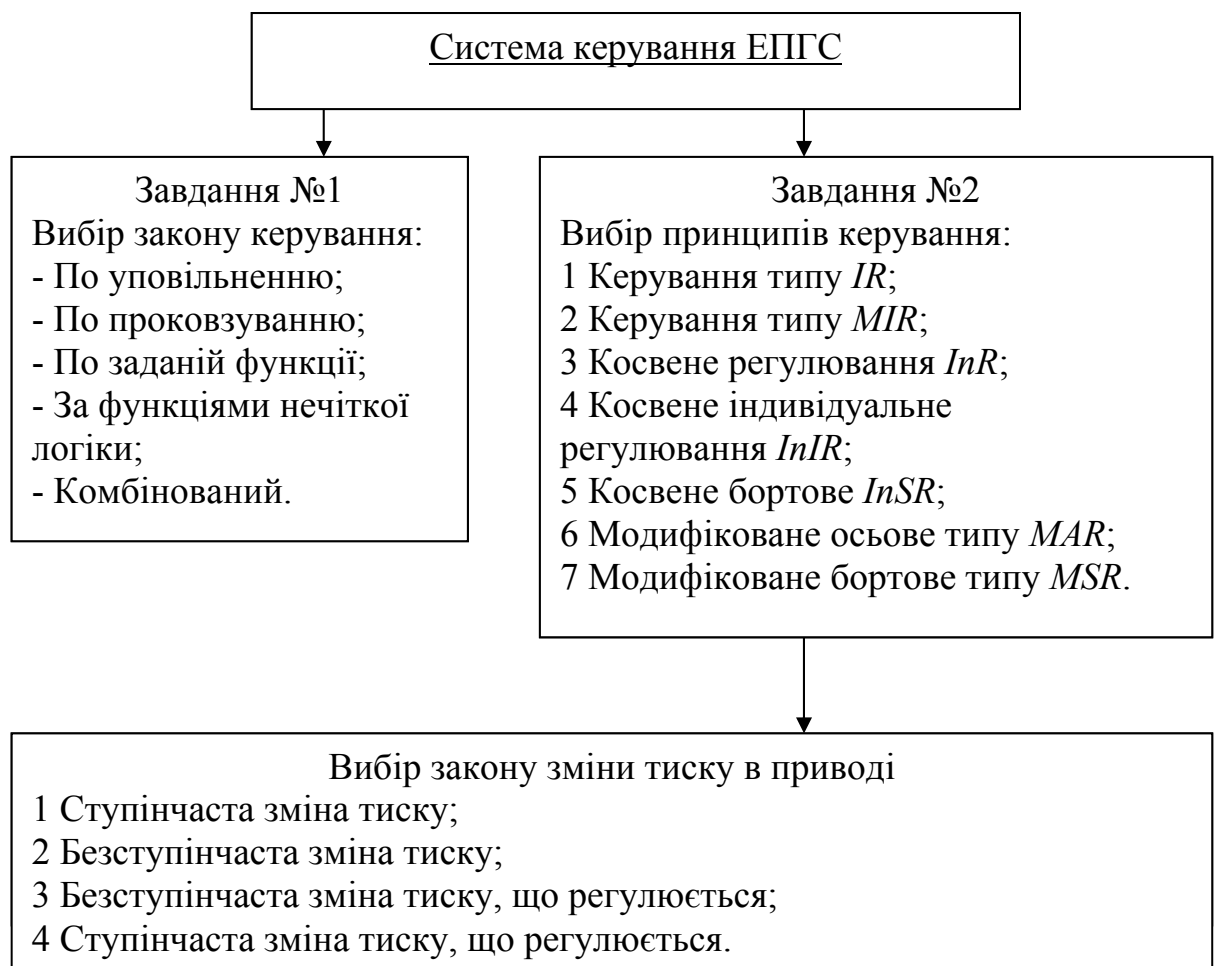 Система керування ЕПГС
Завдання №1
Вибір закону керування:
- По уповільненню;
- По проковзуванню;
- По заданій функції;
- За функціями нечіткої
логіки;
- Комбінований.
Завдання №2
Вибір принципів керування:
1 Керування типу IR;
2 Керування типу MIR;
3 Косвене регулювання InR;
4 Косвене індивідуальне
регулювання InIR;
5 Косвене бортове InSR;
6 Модифіковане осьове типу MAR;
7 Модифіковане бортове типу MSR.
Вибір закону зміни тиску в приводі
1 Ступінчаста зміна тиску;
2 Безступінчаста зміна тиску;
3 Безступінчаста зміна тиску, що регулюється;
4 Ступінчаста зміна тиску, що регулюється.